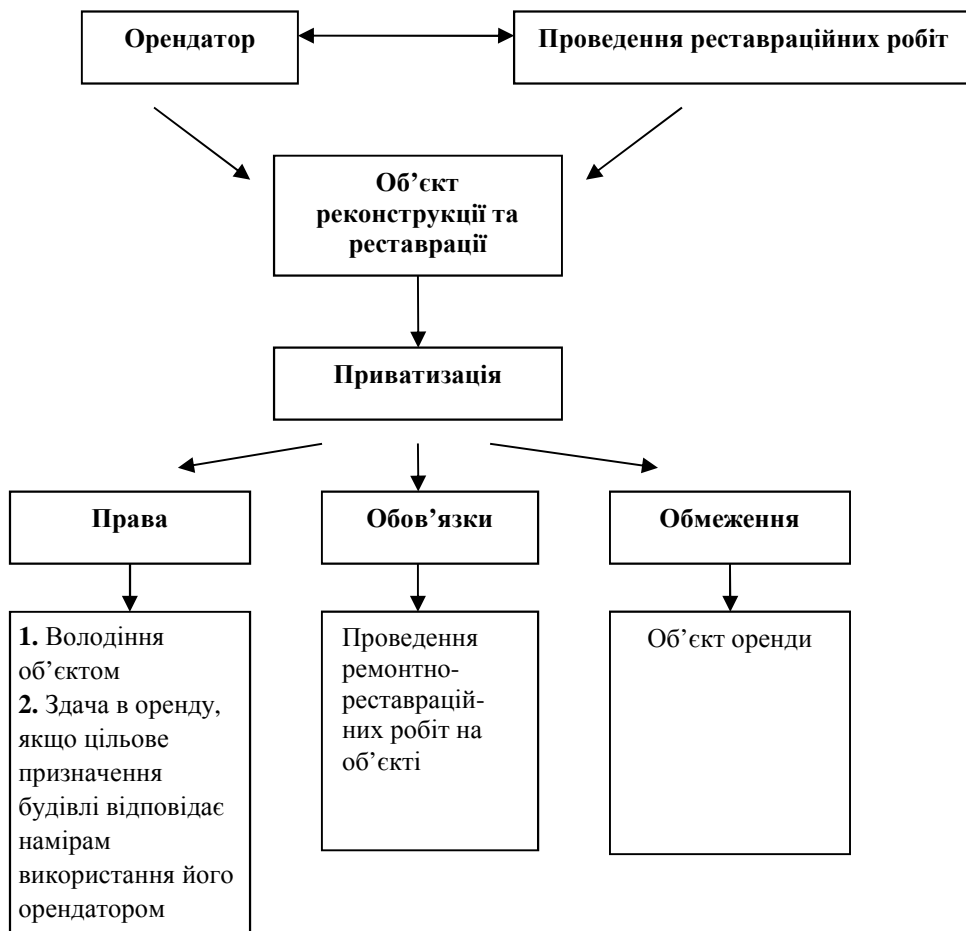 Орендатор
Проведення реставраційних робіт
Об’єкт
реконструкції та
реставрації
Приватизація
Права
Обов’язки
Обмеження
1. Володіння
об’єктом
2. Здача в оренду,
якщо цільове
призначення
будівлі відповідає
намірам
використання його
орендатором
Проведення
ремонтно-
реставрацій-
них робіт на
об’єкті
Об’єкт оренди